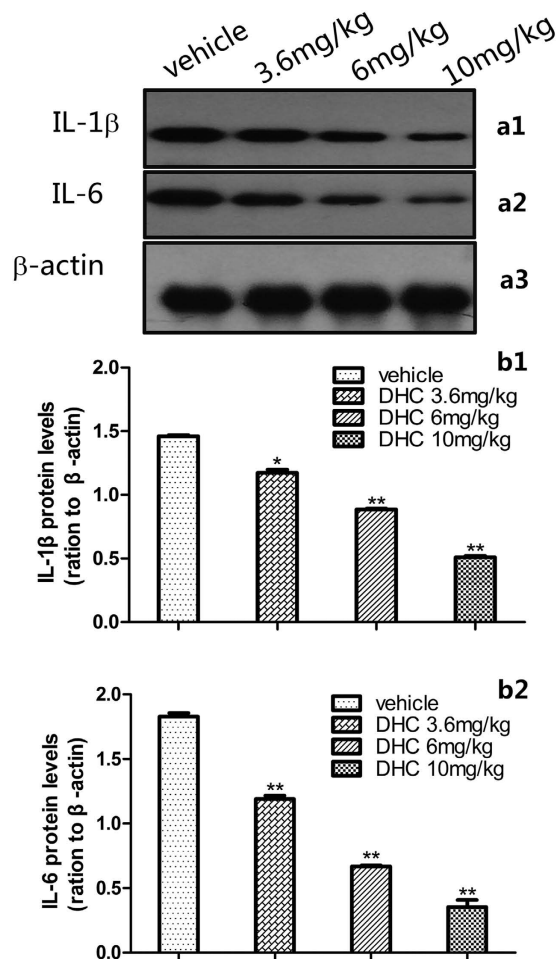 vehicle 3.6mg/kg 6mg/kg 10mg/kg
IL-1β a1
IL-6 a2
β-actin a3
b1
2.0
1.5
1.0
0.5
0.0
IL-1β protein levels
(ration to β -actin)
vehicle
DHC 3.6mg/kg
DHC 6mg/kg
DHC 10mg/kg
*
**
**
b2
2.0
1.5
1.0
0.5
0.0
IL-6 protein levels
(ration to β -actin)
vehicle
DHC 3.6mg/kg
DHC 6mg/kg
DHC 10mg/kg
**
**
**